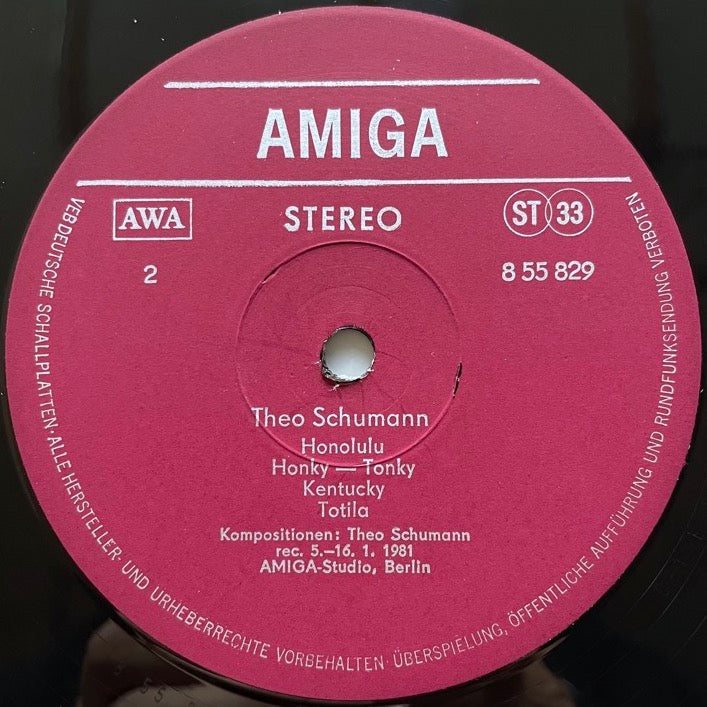 AMIGA
AWA
STEREO
ST 33
2
8 55 829
Theo Schumann
Honolulu
Honky — Tonky
Kentucky
Totila
Kompositionen: Theo Schumann
rec. 5.—16. 1. 1981
AMIGA-Studio, Berlin
VEB DEUTSCHE SCHALLPLATTEN · ALLE HERSTELLER- UND URHEBERRECHTE VORBEHALTEN · ÜBERSPIELUNG, ÖFFENTLICHE AUFFÜHRUNG UND RUNDFUNKSENDUNG VERBOTEN